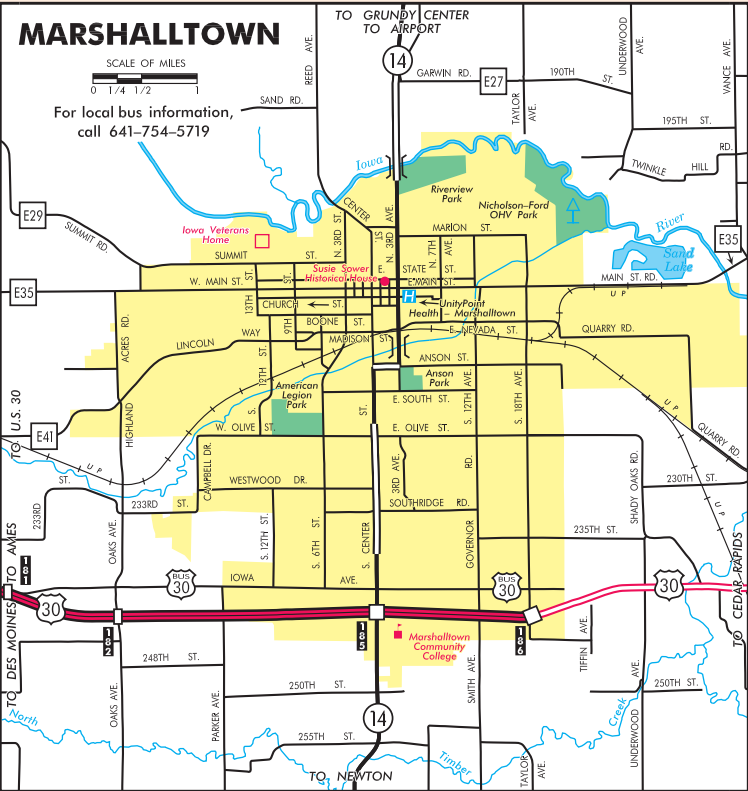 MARSHALLTOWN
SCALE OF MILES
0 1/4 1/2 1
For local bus information,
call 641–754–5719
TO GRUNDY CENTER
TO AIRPORT
14
REED AVE.
UNDERWOOD AVE.
VANCE AVE.
GARWIN RD.
E27
190TH ST.
TAYLOR AVE.
SAND RD.
195TH ST.
TWINKLE HILL RD.
Iowa
River
Riverview
Park
Nicholson–Ford
OHV Park
E29
SUMMIT RD.
Iowa Veterans
Home
CENTER ST.
N. 3RD ST.
N. 3RD AVE.
MARION ST.
N. 7TH AVE.
E35
Sand
Lake
SUMMIT ST.
Susie Sower
Historical House
E. STATE ST.
W. MAIN ST.
E. MAIN ST.
MAIN ST. RD.
U P
E35
13TH ST.
ST.
CHURCH ST.
H
UnityPoint
Health – Marshalltown
9TH ST.
BOONE ST.
E. NEVADA ST.
QUARRY RD.
ACRES RD.
LINCOLN WAY
MADISON ST.
ANSON ST.
Anson
Park
S. 12TH ST.
American
Legion
Park
S. 12TH AVE.
S. 18TH AVE.
E. SOUTH ST.
ST.
HIGHLAND
TO U.S. 30
E41
W. OLIVE ST.
E. OLIVE ST.
U P
QUARRY RD.
U P
ST.
CAMPBELL DR.
WESTWOOD DR.
3RD AVE.
RD.
SHADY OAKS RD.
230TH ST.
233RD
233RD ST.
SOUTHRIDGE RD.
U P
OAKS AVE.
S. 12TH ST.
S. 6TH ST.
S. CENTER
GOVERNOR
235TH ST.
TO DES MOINES TO AMES
181
IOWA AVE.
BUS
30
BUS
30
30
30
TO CEDAR RAPIDS
182
185
186
Marshalltown
Community
College
TIFFIN AVE.
248TH ST.
250TH ST.
250TH ST.
OAKS AVE.
PARKER AVE.
SMITH AVE.
UNDERWOOD AVE.
North
Timber
Creek
14
255TH ST.
TO NEWTON
TAYLOR AVE.